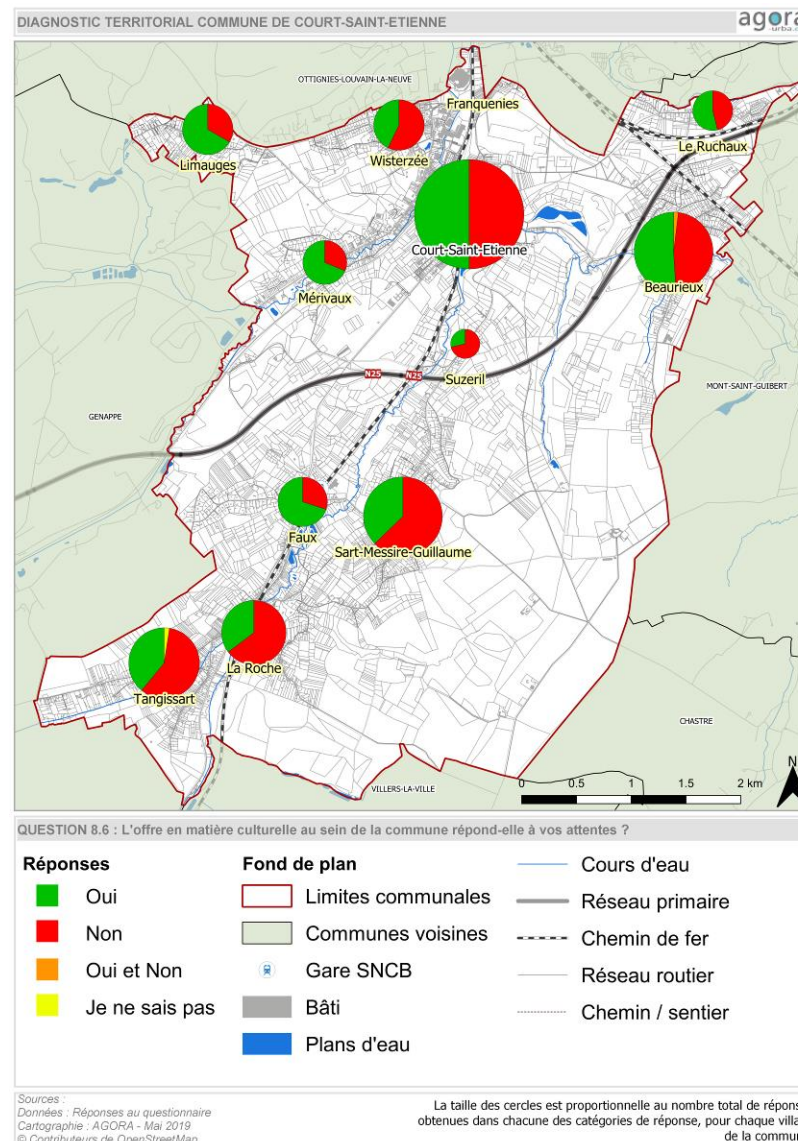 DIAGNOSTIC TERRITORIAL COMMUNE DE COURT-SAINT-ETIENNE
agora
OTTIGNIES-LOUVAIN-LA-NEUVE
Franquenies
Limauges
Wisterzée
Le Ruchaux
Court-Saint-Etienne
Mérivaux
Beaurieux
Suzeril
N25
N25
GENAPPE
MONT-SAINT-GUIBERT
Faux
Sart-Messire-Guillaume
La Roche
Tangissart
CHASTRE
VILLERS-LA-VILLE
N
0 0.5 1 1.5 2 km
QUESTION 8.6 : L'offre en matière culturelle au sein de la commune répond-elle à vos attentes ?
Réponses
Oui
Non
Oui et Non
Je ne sais pas
Fond de plan
Limites communales
Communes voisines
Gare SNCB
Bâti
Plans d'eau
Cours d'eau
Réseau primaire
Chemin de fer
Réseau routier
Chemin / sentier
Sources :
Données : Réponses au questionnaire
Cartographie : AGORA - Mai 2019
© Contributeurs de OpenStreetMap
La taille des cercles est proportionnelle au nombre total de répons
obtenues dans chacune des catégories de réponse, pour chaque villa
de la commun